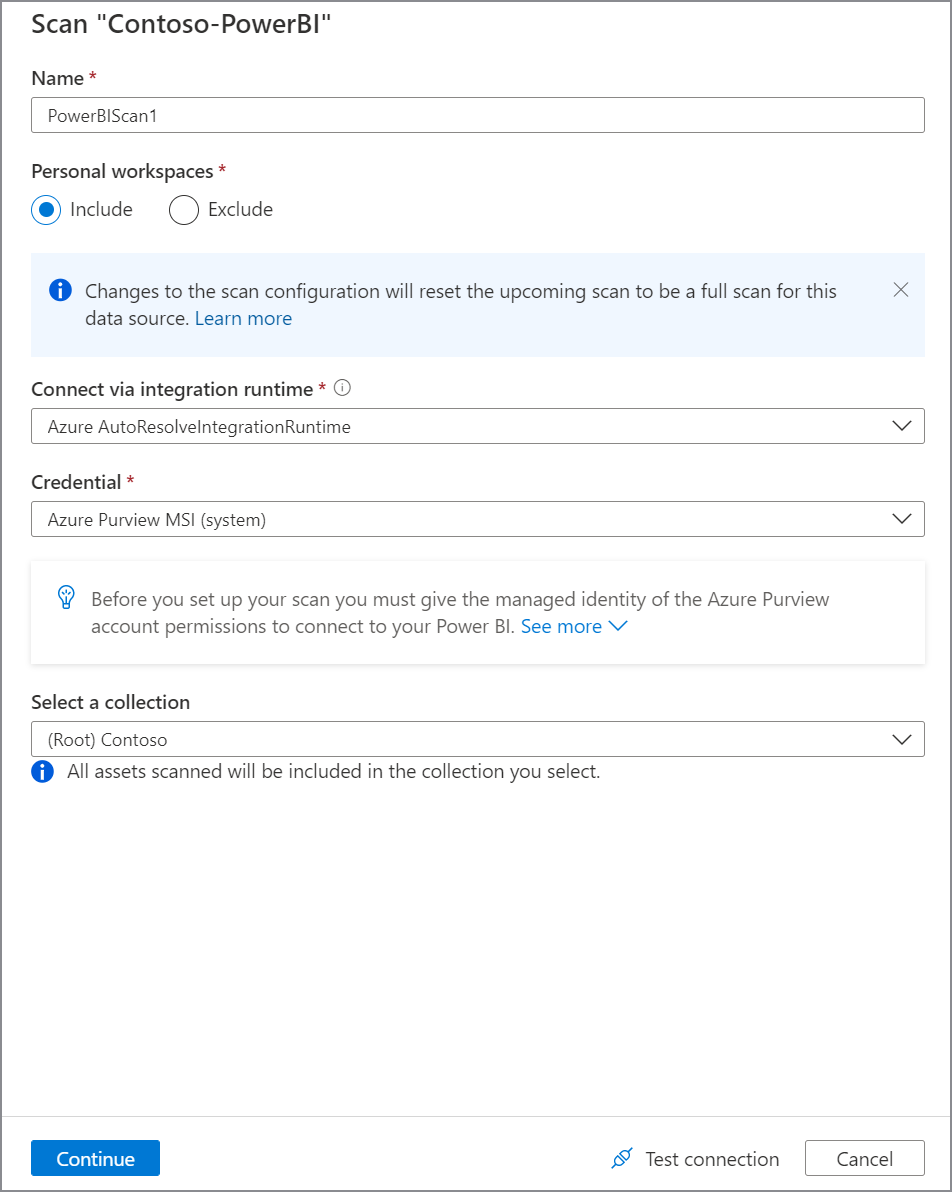 Scan "Contoso-PowerBI"
Name *
PowerBIScan1
Personal workspaces *
Include Exclude
Changes to the scan configuration will reset the upcoming scan to be a full scan for this
data source. Learn more
Connect via integration runtime *
Azure AutoResolveIntegrationRuntime
Credential *
Azure Purview MSI (system)
Before you set up your scan you must give the managed identity of the Azure Purview
account permissions to connect to your Power BI. See more
Select a collection
(Root) Contoso
All assets scanned will be included in the collection you select.
Continue Test connection Cancel